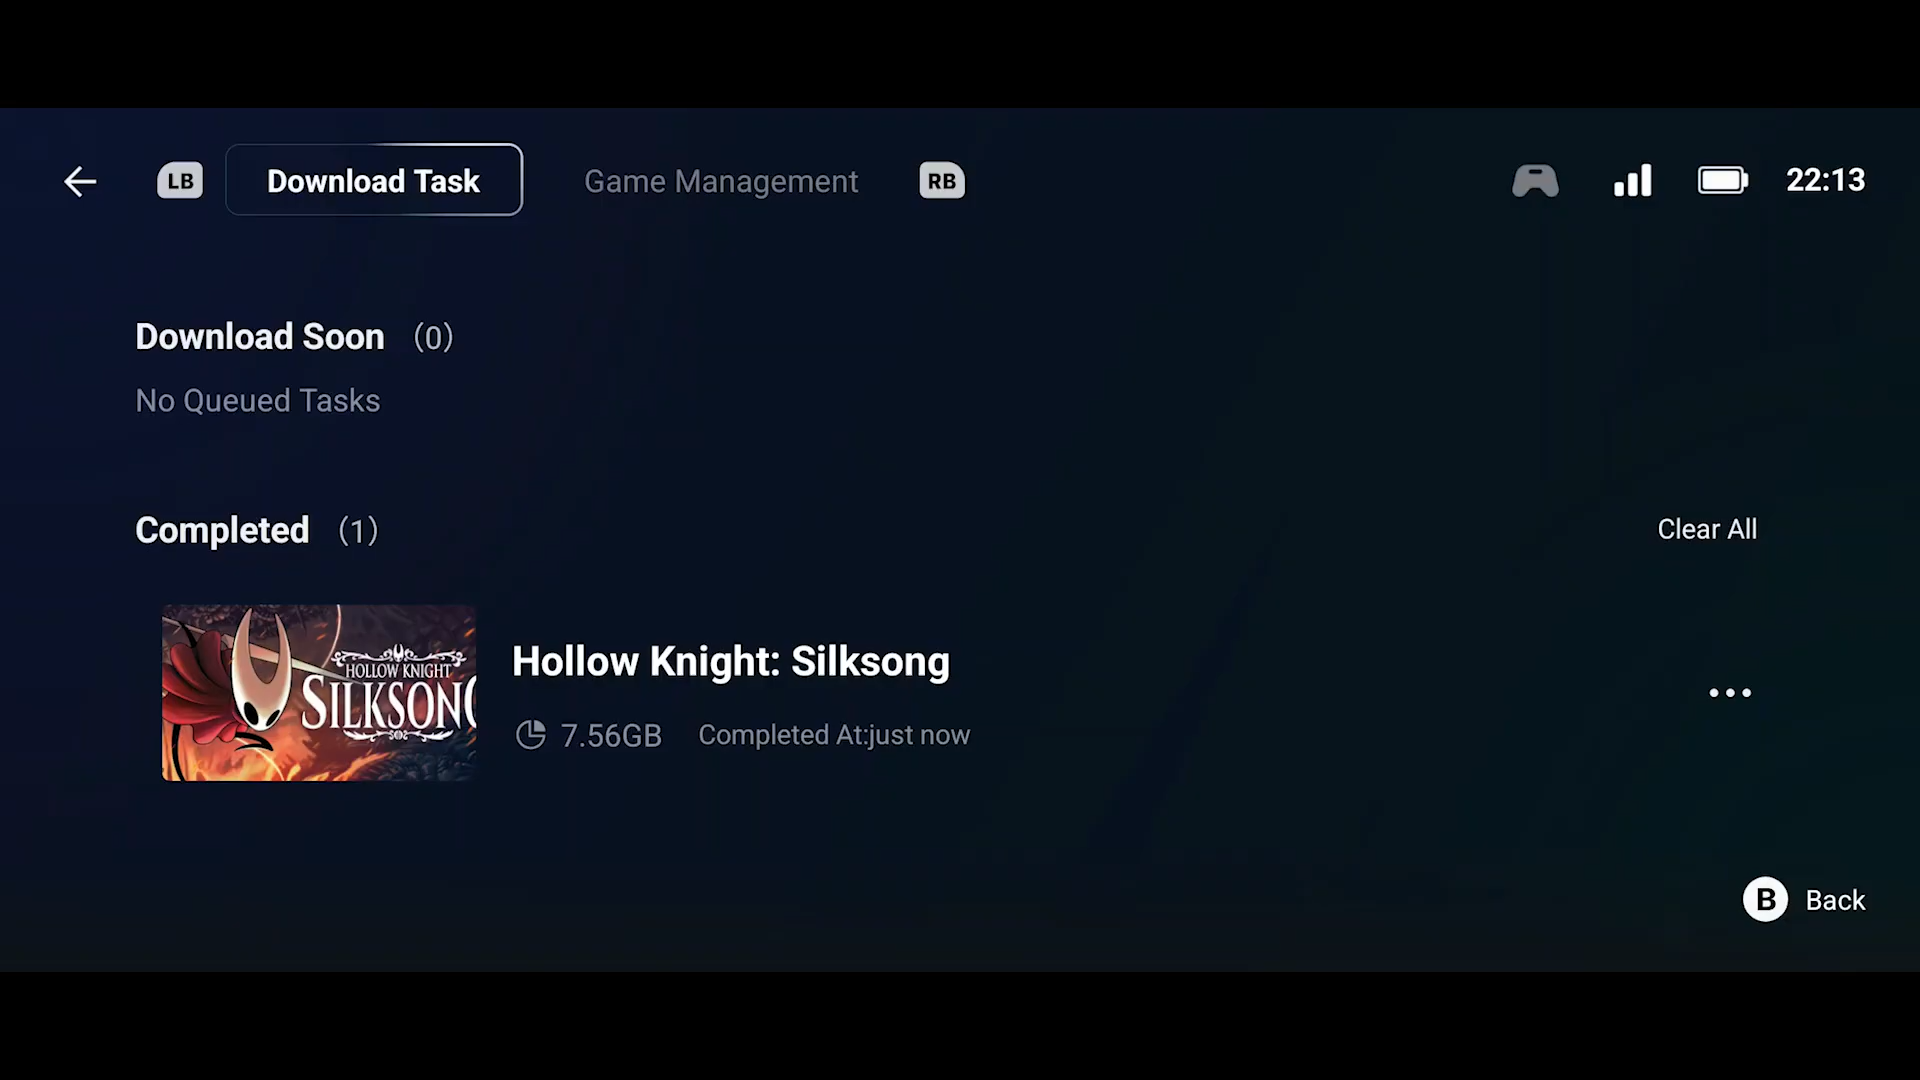 LB Download Task Game Management RB 22:13
Download Soon (0)
No Queued Tasks
Completed (1) Clear All
HOLLOW KNIGHT
SILKSONG
Hollow Knight: Silksong
7.56GB Completed At:just now
B Back